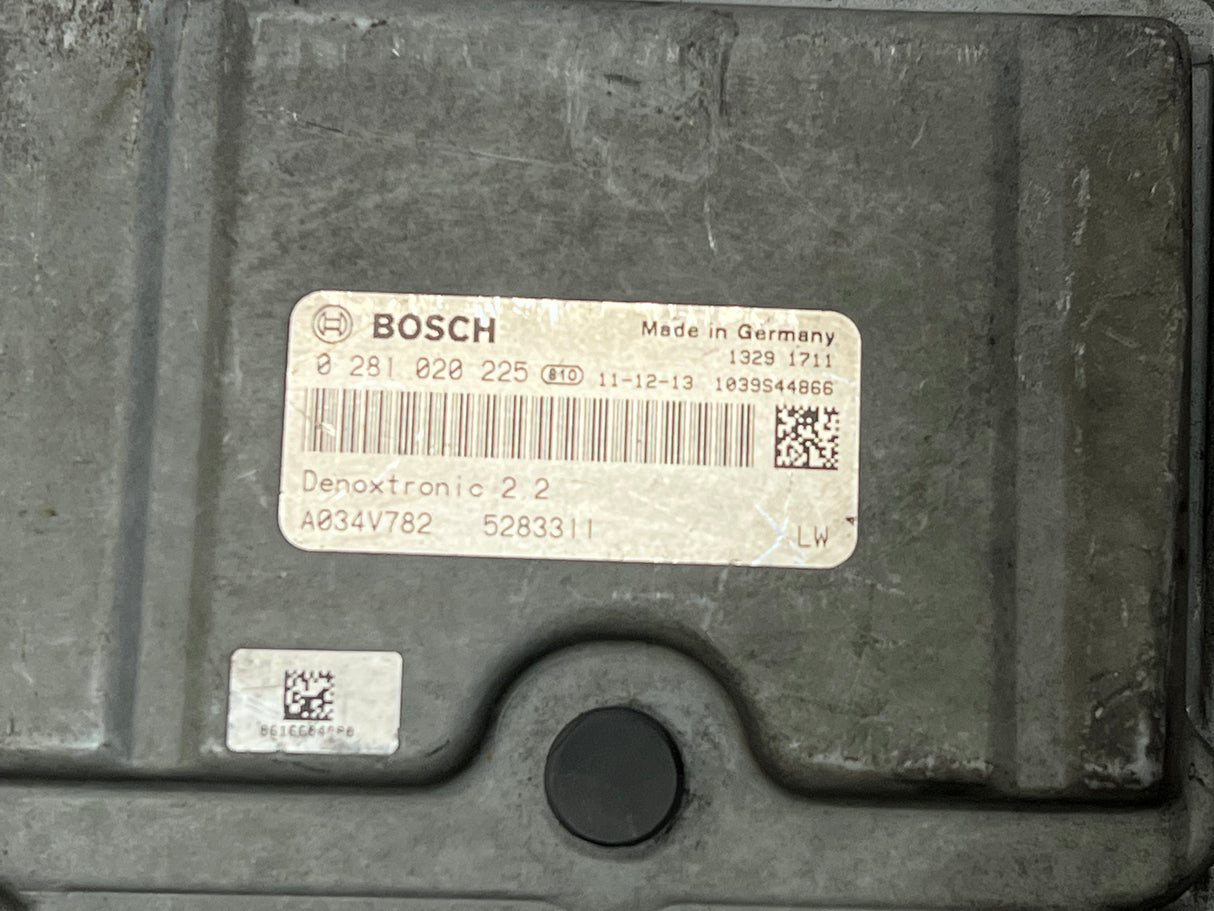 BOSCH
Made in Germany
1329 1711
0 281 020 225 810 11-12-13 1039S44866
Denoxtronic 2.2
A034V782 5283311
LW